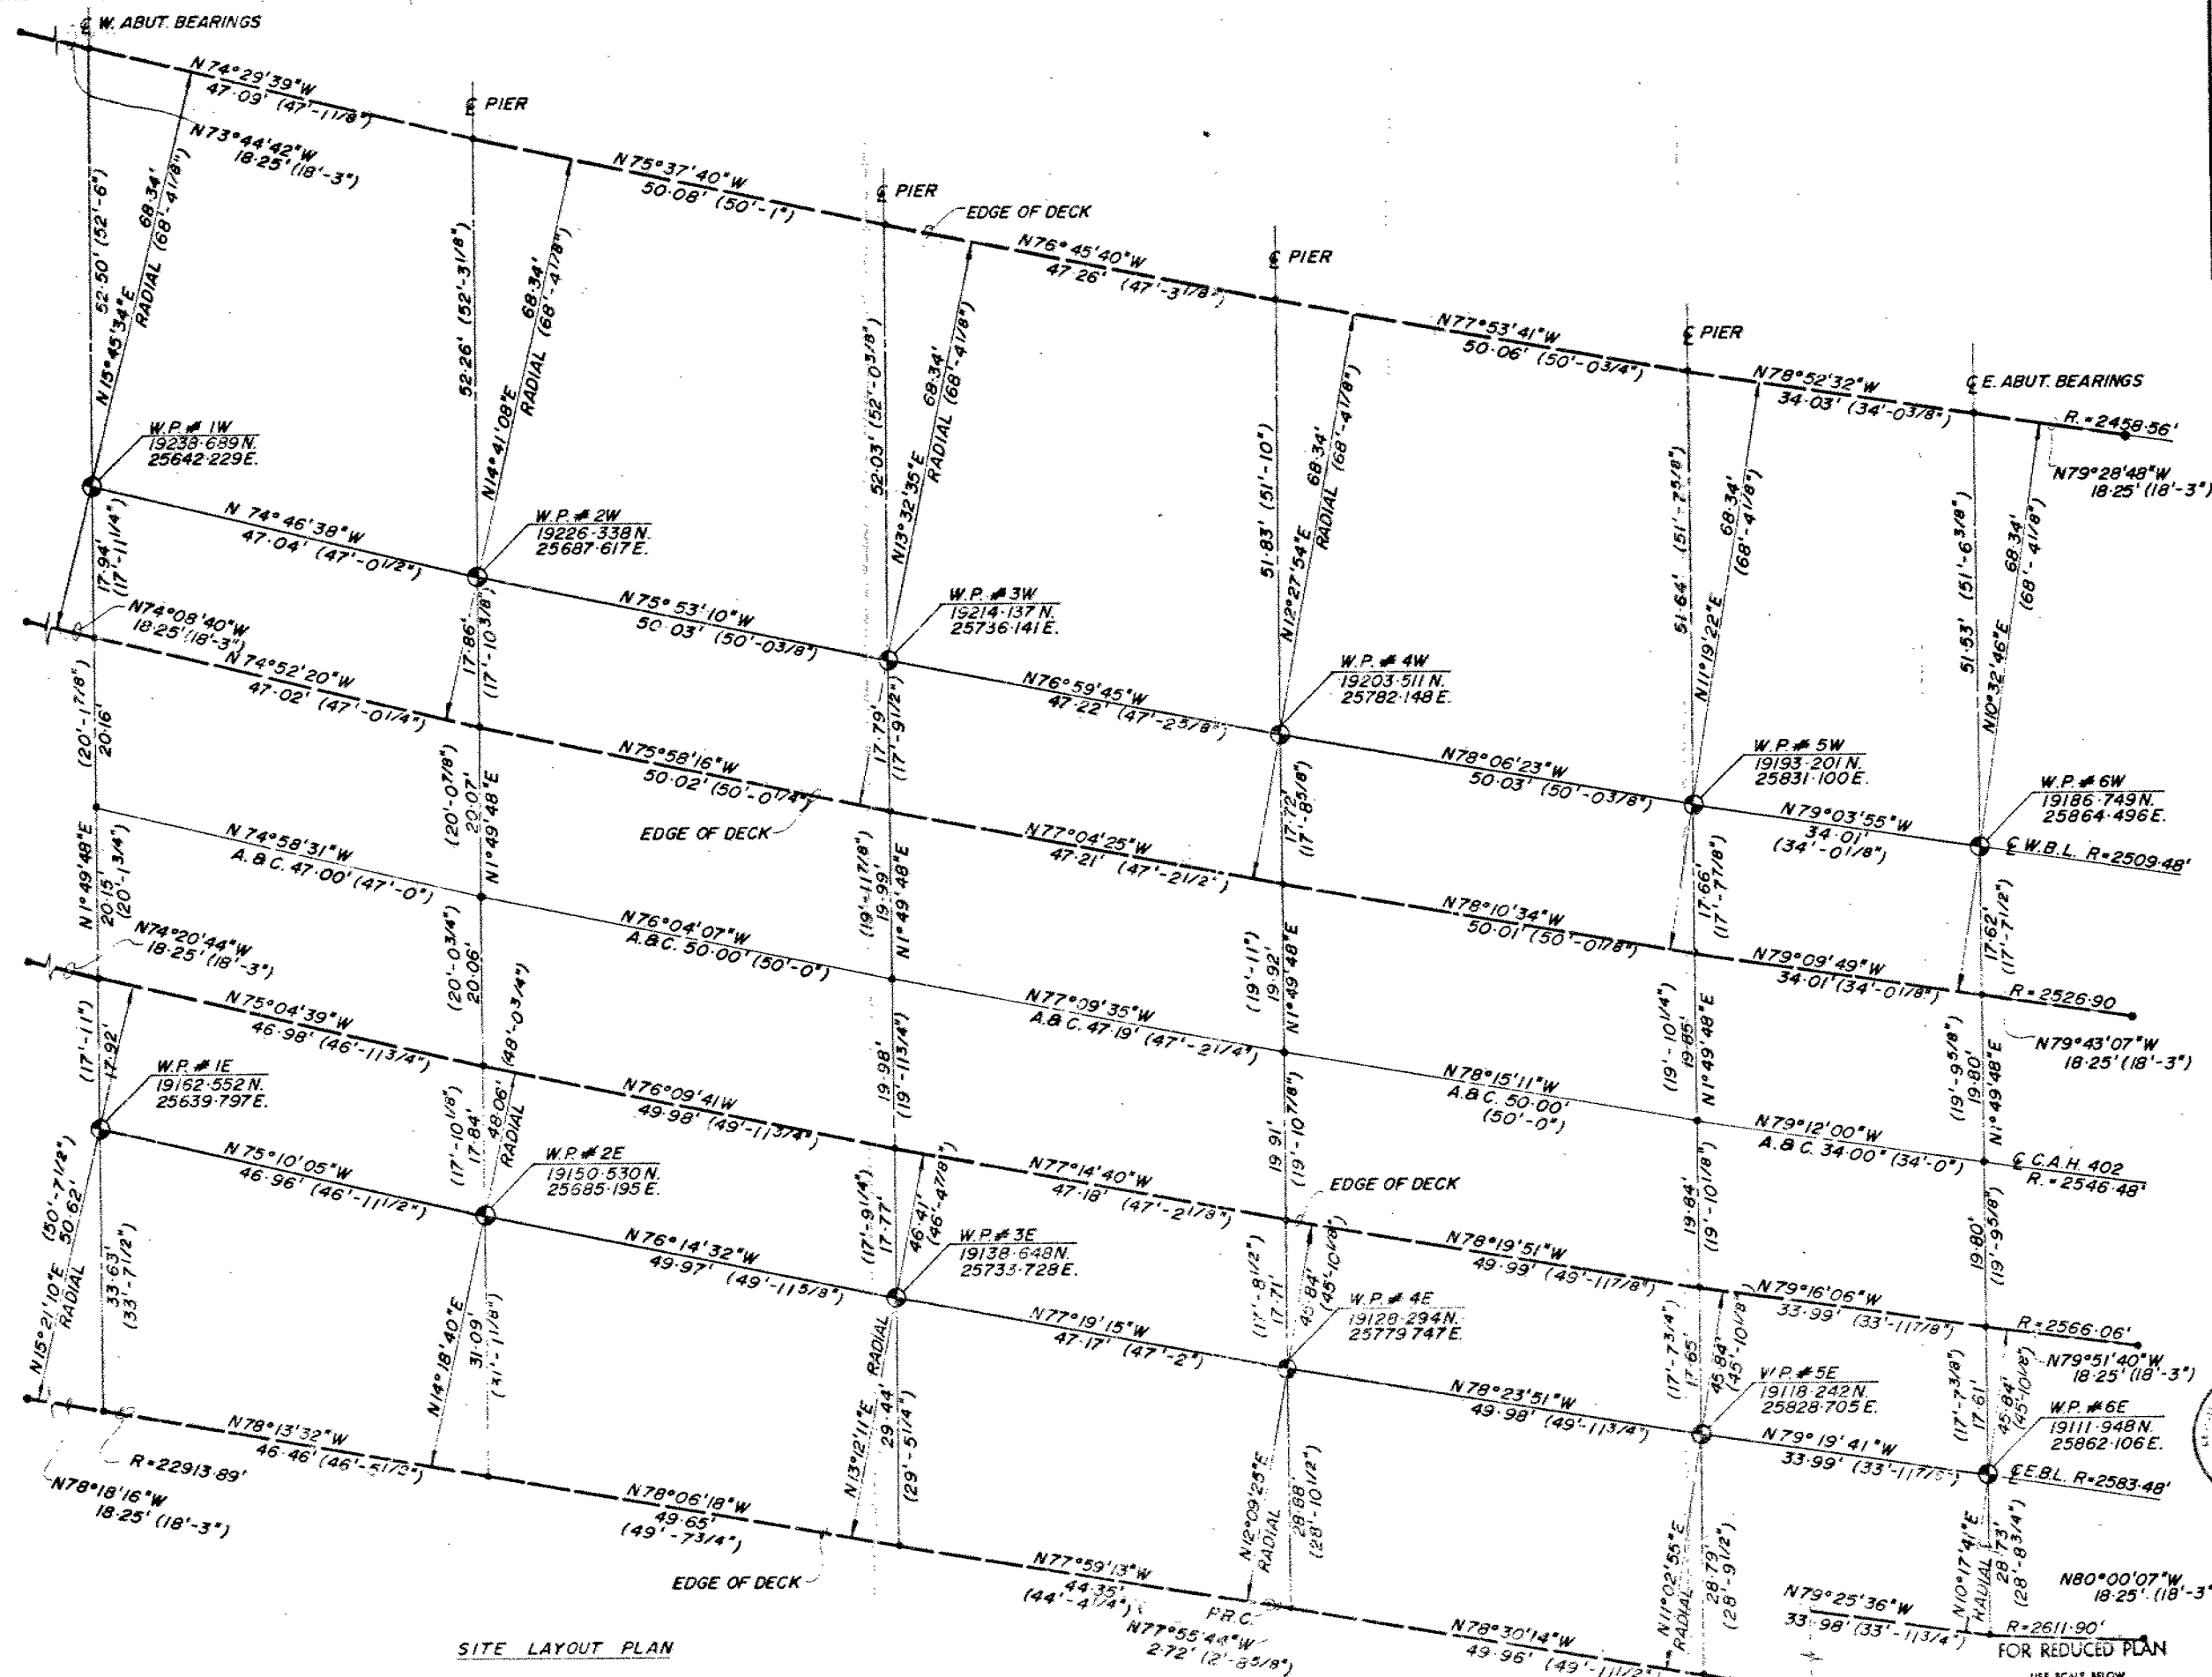 ℄ W. ABUT. BEARINGS
N 74°29'39"W
47·09' (47'-1 1/8")
N73°44'42"W
18·25' (18'-3")
℄ PIER
52·50' (52'-6")
N 15°45'34"E
68·34'
RADIAL (68'-4 1/8")
N75°37'40"W
50·08' (50'-1")
℄ PIER
EDGE OF DECK
52·26' (52'-3 1/8")
N14°41'08"E
68·34'
RADIAL (68'-4 1/8")
N76°45'40"W
47·26' (47'-3 1/8")
℄ PIER
52·03' (52'-0 3/8")
N13°32'35"E
68·34'
RADIAL (68'-4 1/8")
N77°53'41"W
50·06' (50'-0 3/4")
℄ PIER
51·83' (51'-10")
N12°27'54"E
68·34'
RADIAL (68'-4 1/8")
N78°52'32"W
34·03' (34'-0 3/8")
℄ E. ABUT. BEARINGS
R.=2458·56'
51·64' (51'-7 5/8")
N11°19'22"E
68·34'
(68'-4 1/8")
51·53' (51'-6 3/8")
N10°32'46"E
68·34'
(68'-4 1/8")
N79°28'48"W
18·25' (18'-3")
W.P. # 1W
19238·689 N.
25642·229 E.
N 74°46'38"W
47·04' (47'-0 1/2")
W.P. # 2W
19226·338 N.
25687·617 E.
N75°53'10"W
50·03' (50'-0 3/8")
W.P. # 3W
19214·137 N.
25736·141 E.
N76°59'45"W
47·22' (47'-2 5/8")
W.P. # 4W
19203·511 N.
25782·148 E.
N78°06'23"W
50·03' (50'-0 3/8")
W.P. # 5W
19193·201 N.
25831·100 E.
N79°03'55"W
34·01'
(34'-0 1/8")
W.P. # 6W
19186·749 N.
25864·496 E.
℄ W.B.L. R=2509·48'
17·94'
(17'-11 1/4")
N74°08'40"W
18·25' (18'-3")
N 74°52'20"W
47·02' (47'-0 1/4")
17·86'
(17'-10 3/8")
N75°58'16"W
50·02' (50'-0 1/4")
EDGE OF DECK
17·79'
(17'-9 1/2")
N77°04'25"W
47·21' (47'-2 1/2")
17·72'
(17'-8 5/8")
N78°10'34"W
50·01' (50'-0 1/8")
17·66'
(17'-7 7/8")
N79°09'49"W
34·01' (34'-0 1/8")
17·62'
(17'-7 1/2")
R=2526·90
N79°43'07"W
18·25' (18'-3")
(20'-1 7/8")
20·16'
N1°49'48"E
20·15'
(20'-1 3/4")
N 74°58'31"W
A.& C. 47·00' (47'-0")
(20'-0 7/8")
20·07'
N1°49'48"E
(20'-0 3/4")
20·06'
N76°04'07"W
A.& C. 50·00' (50'-0")
(19'-11 7/8")
19·99'
N1°49'48"E
19·98'
(19'-11 3/4")
N77°09'35"W
A.& C. 47·19' (47'-2 1/4")
(19'-11")
19·92'
N1°49'48"E
19·91'
(19'-10 7/8")
N78°15'11"W
A.& C. 50·00'
(50'-0")
(19'-10 1/4")
19·85'
N1°49'48"E
19·84'
(19'-10 1/8")
N79°12'00"W
A.& C. 34·00" (34'-0")
(19'-9 5/8")
19·80'
N1°49'48"E
19·80'
(19'-9 5/8")
℄ C.A.H. 402
R.=2546·48'
N74°20'44"W
18·25' (18'-3")
N 75°04'39"W
46·98' (46'-11 3/4")
(17'-11")
17·92'
N76°09'41W
49·98' (49'-11 3/4")
(17'-10 1/8")
17·84'
48·06' (48'-0 3/4")
RADIAL
N77°14'40"W
47·18' (47'-2 1/8")
(17'-9 1/4")
17·77'
46·41'
(46'-4 7/8")
EDGE OF DECK
N78°19'51"W
49·99' (49'-11 7/8")
(17'-8 1/2")
17·71'
45·84'
(45'-10 1/8")
N79°16'06"W
33·99' (33'-11 7/8")
(17'-7 3/4")
17·65'
45·84'
(45'-10 1/8")
R=2566·06'
N79°51'40"W
18·25' (18'-3")
(17'-7 3/8")
17·61'
45·84'
(45'-10 1/8")
W.P. # 1E
19162·552 N.
25639·797 E.
N 75°10'05"W
46·96' (46'-11 1/2")
W.P. # 2E
19150·530 N.
25685·195 E.
N76°14'32"W
49·97' (49'-11 5/8")
W.P. # 3E
19138·648 N.
25733·728 E.
N77°19'15"W
47·17' (47'-2")
W.P. # 4E
19128·294 N.
25779·747 E.
N78°23'51"W
49·98' (49'-11 3/4")
W.P. # 5E
19118·242 N.
25828·705 E.
N79°19'41"W
33·99' (33'-11 7/8")
W.P. # 6E
19111·948 N.
25862·106 E.
℄ E.B.L. R=2583·48'
(50'-7 1/2")
N15°21'10"E 50·62'
RADIAL
33·63'
(33'-7 1/2")
N14°18'40"E
31·09'
(31'-1 1/8")
N13°12'11"E RADIAL
29·44'
(29'-5 1/4")
N12°09'25"E
RADIAL
28·88'
(28'-10 1/2")
N11°02'55"E
RADIAL
28·79'
(28'-9 1/2")
N10°17'41"E
RADIAL
28·73'
(28'-8 3/4")
N78°13'32"W
46·46' (46'-5 1/2")
R=22913·89'
N78°18'16"W
18·25' (18'-3")
N78°06'18"W
49·65'
(49'-7 3/4")
EDGE OF DECK
N77°59'13"W
44·35'
(44'-4 1/4")
P.R.C.
N77°55'44"W
2·72' (2'-8 5/8")
N78°30'14"W
49·96' (49'-11 1/2")
N79°25'36"W
33·98' (33'-11 3/4")
N80°00'07"W
18·25' (18'-3"
R=2611·90'
SITE LAYOUT PLAN
FOR REDUCED PLAN
USE SCALE BELOW